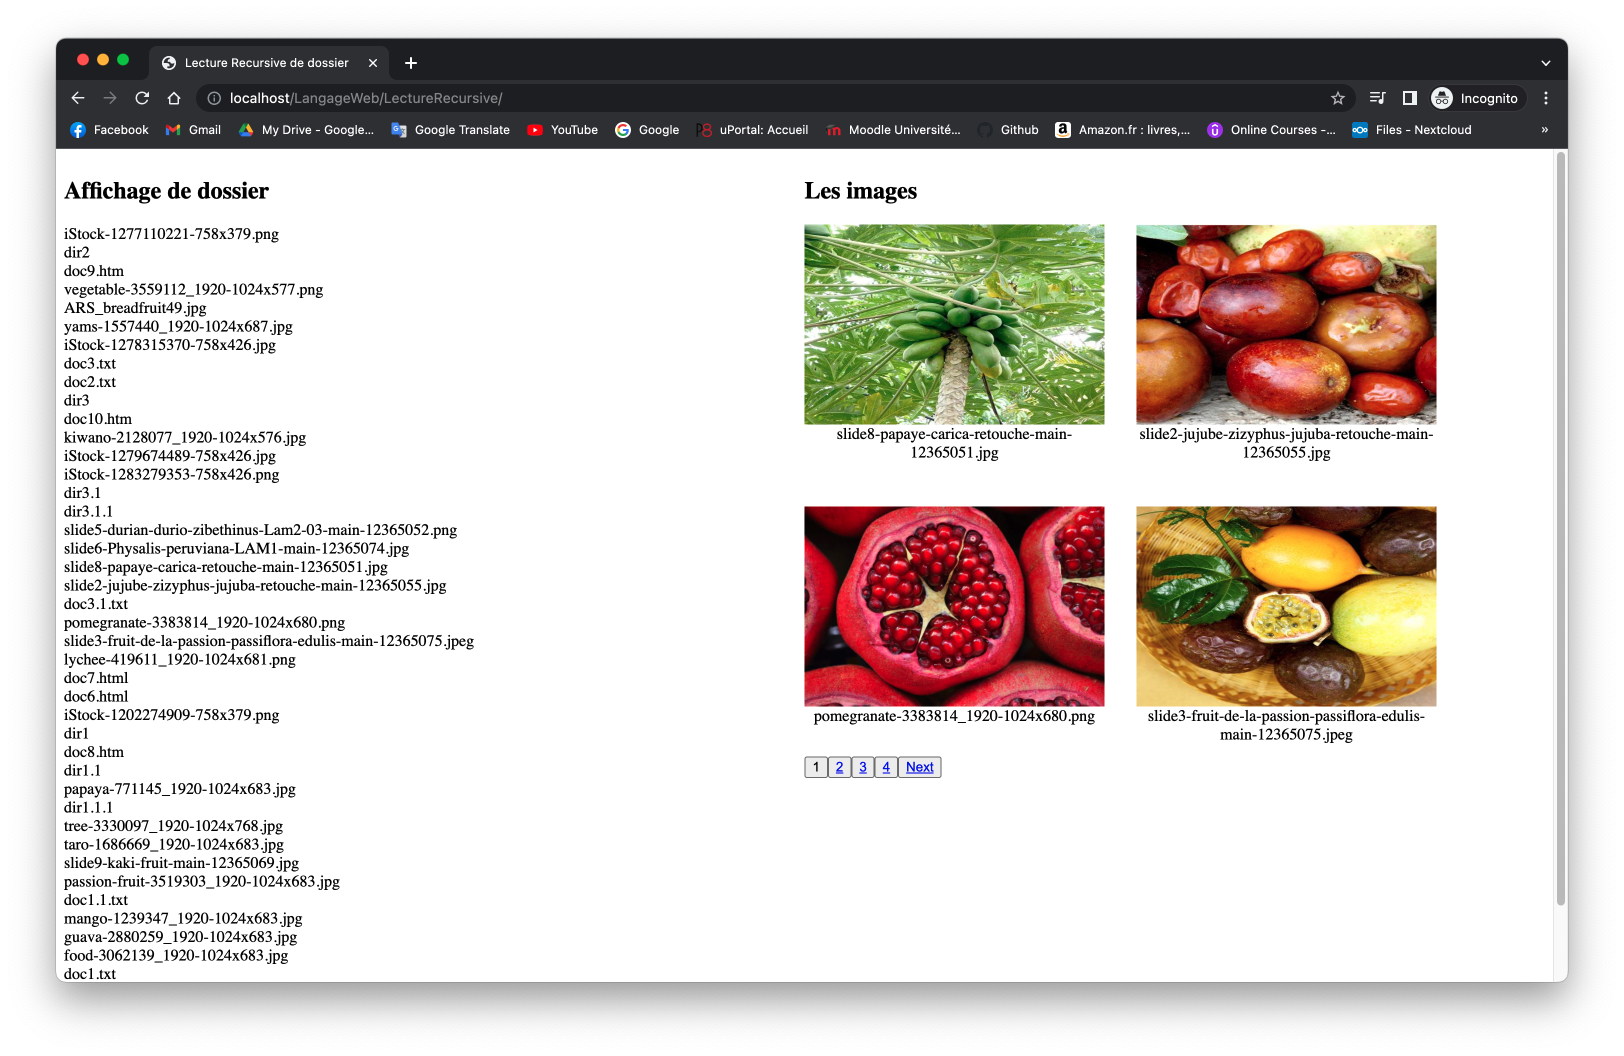 Lecture Recursive de dossier
localhost/LangageWeb/LectureRecursive/
Incognito
Facebook
Gmail
My Drive - Google...
Google Translate
YouTube
Google
uPortal: Accueil
Moodle Université...
Github
Amazon.fr : livres,...
Online Courses -...
Files - Nextcloud
»
Affichage de dossier
iStock-1277110221-758x379.png
dir2
doc9.htm
vegetable-3559112_1920-1024x577.png
ARS_breadfruit49.jpg
yams-1557440_1920-1024x687.jpg
iStock-1278315370-758x426.jpg
doc3.txt
doc2.txt
dir3
doc10.htm
kiwano-2128077_1920-1024x576.jpg
iStock-1279674489-758x426.jpg
iStock-1283279353-758x426.png
dir3.1
dir3.1.1
slide5-durian-durio-zibethinus-Lam2-03-main-12365052.png
slide6-Physalis-peruviana-LAM1-main-12365074.jpg
slide8-papaye-carica-retouche-main-12365051.jpg
slide2-jujube-zizyphus-jujuba-retouche-main-12365055.jpg
doc3.1.txt
pomegranate-3383814_1920-1024x680.png
slide3-fruit-de-la-passion-passiflora-edulis-main-12365075.jpeg
lychee-419611_1920-1024x681.png
doc7.html
doc6.html
iStock-1202274909-758x379.png
dir1
doc8.htm
dir1.1
papaya-771145_1920-1024x683.jpg
dir1.1.1
tree-3330097_1920-1024x768.jpg
taro-1686669_1920-1024x683.jpg
slide9-kaki-fruit-main-12365069.jpg
passion-fruit-3519303_1920-1024x683.jpg
doc1.1.txt
mango-1239347_1920-1024x683.jpg
guava-2880259_1920-1024x683.jpg
food-3062139_1920-1024x683.jpg
doc1.txt
Les images
slide8-papaye-carica-retouche-main-
12365051.jpg
slide2-jujube-zizyphus-jujuba-retouche-main-
12365055.jpg
pomegranate-3383814_1920-1024x680.png
slide3-fruit-de-la-passion-passiflora-edulis-
main-12365075.jpeg
1 2 3 4 Next